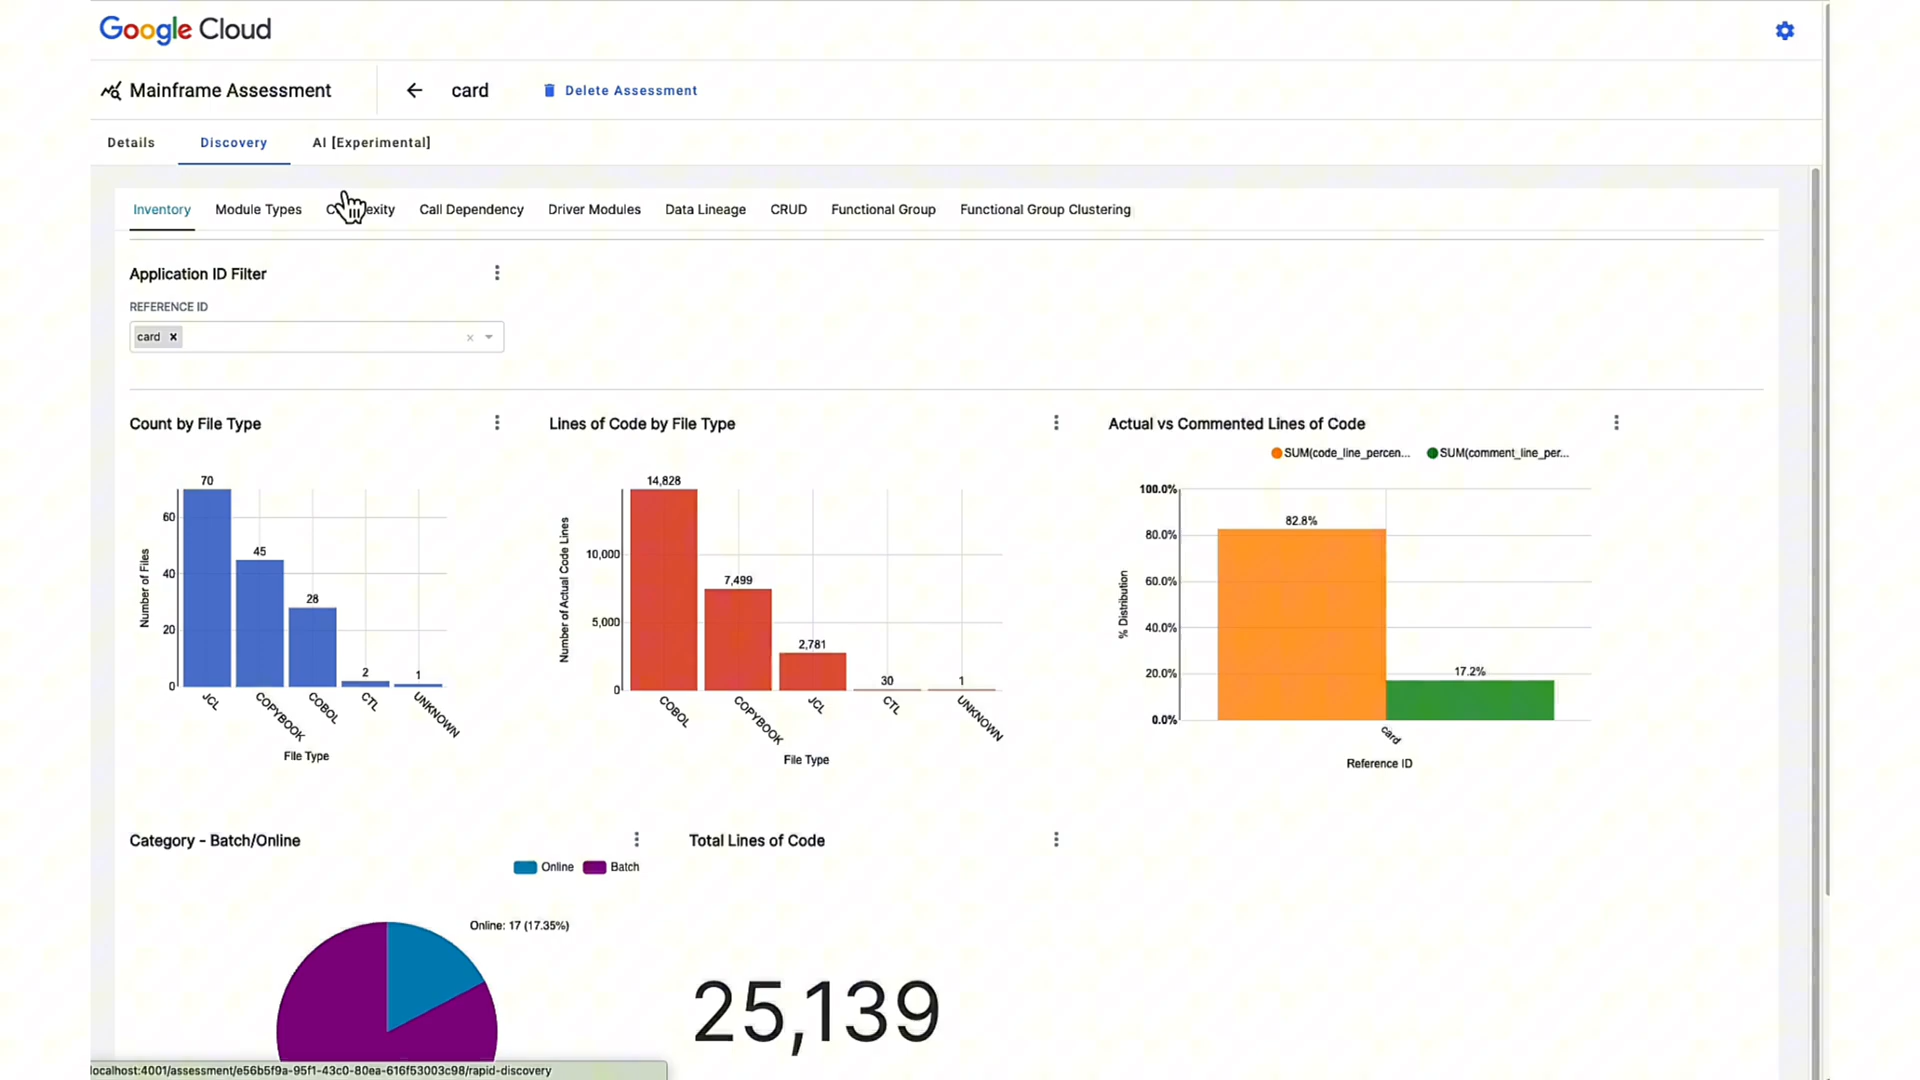 Google Cloud
Mainframe Assessment
card
Delete Assessment
Details
Discovery
AI [Experimental]
Inventory
Module Types
Call Dependency
Driver Modules
Data Lineage
CRUD
Functional Group
Functional Group Clustering
Application ID Filter
REFERENCE ID
card
Count by File Type
70
45
28
2
1
60
40
20
0
Number of Files
JCL
COPYBOOK
COBOL
CTL
UNKNOWN
File Type
Lines of Code by File Type
14,828
7,499
2,781
30
1
10,000
5,000
0
Number of Actual Code Lines
COBOL
COPYBOOK
JCL
CTL
UNKNOWN
File Type
Actual vs Commented Lines of Code
SUM(code_line_percen...
SUM(comment_line_per...
100.0%
80.0%
60.0%
40.0%
20.0%
0.0%
82.8%
17.2%
% Distribution
card
Reference ID
Category - Batch/Online
Online
Batch
Online: 17 (17.35%)
Total Lines of Code
25,139
localhost:4001/assessment/e56b5f9a-95f1-43c0-80ea-616f53003c98/rapid-discovery